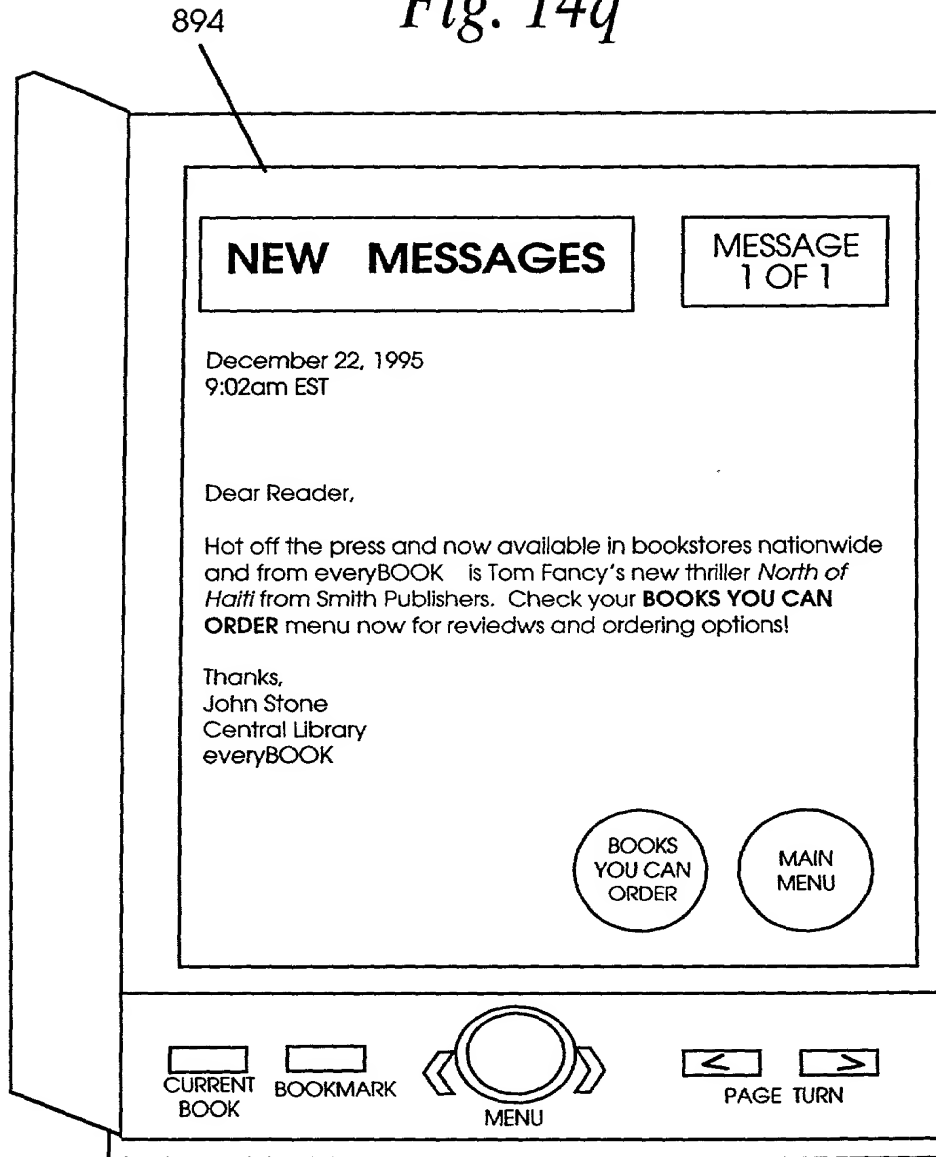 Fig. 14q
894
NEW MESSAGES
MESSAGE
1 OF 1
December 22, 1995
9:02am EST
Dear Reader,
Hot off the press and now available in bookstores nationwide
and from everyBOOK is Tom Fancy's new thriller North of
Haiti from Smith Publishers. Check your BOOKS YOU CAN
ORDER menu now for reviedws and ordering options!
Thanks,
John Stone
Central Library
everyBOOK
BOOKS
YOU CAN
ORDER
MAIN
MENU
CURRENT
BOOK
BOOKMARK
MENU
< >
PAGE TURN